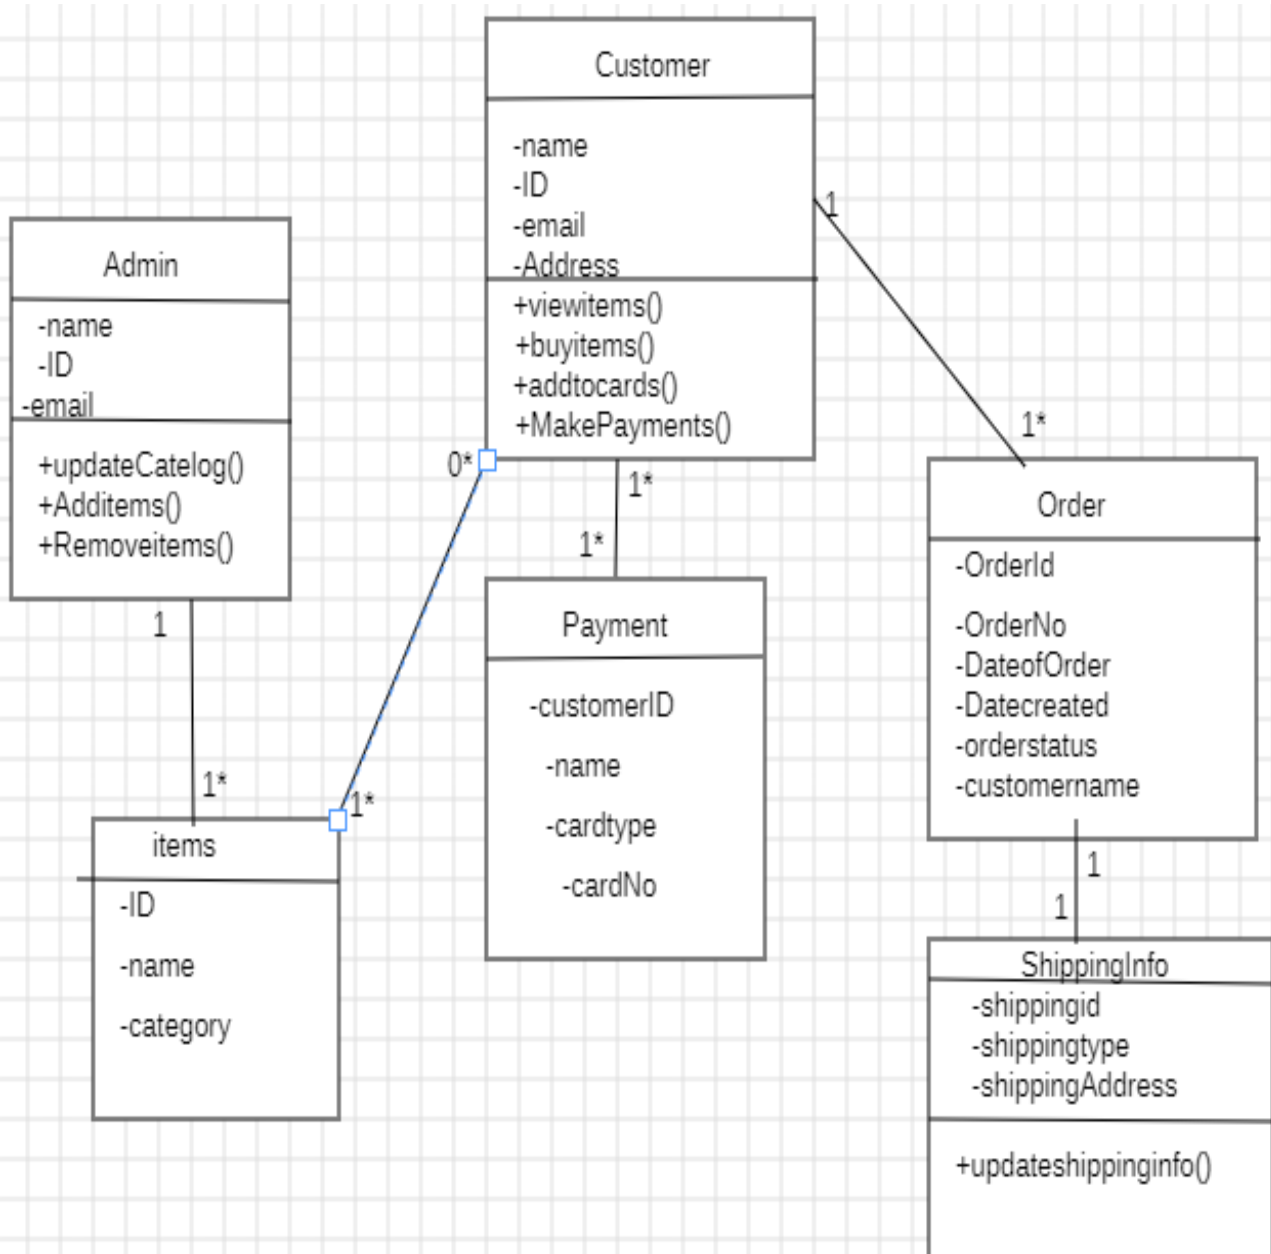 Customer
-name
-ID
-email
-Address
+viewitems()
+buyitems()
+addtocards()
+MakePayments()
1
1*
0*
1*
1*
1*
Admin
-name
-ID
-email
+updateCatelog()
+Additems()
+Removeitems()
1
1*
items
-ID
-name
-category
Payment
-customerID
-name
-cardtype
-cardNo
Order
-OrderId
-OrderNo
-DateofOrder
-Datecreated
-orderstatus
-customername
1
1
ShippingInfo
-shippingid
-shippingtype
-shippingAddress
+updateshippinginfo()